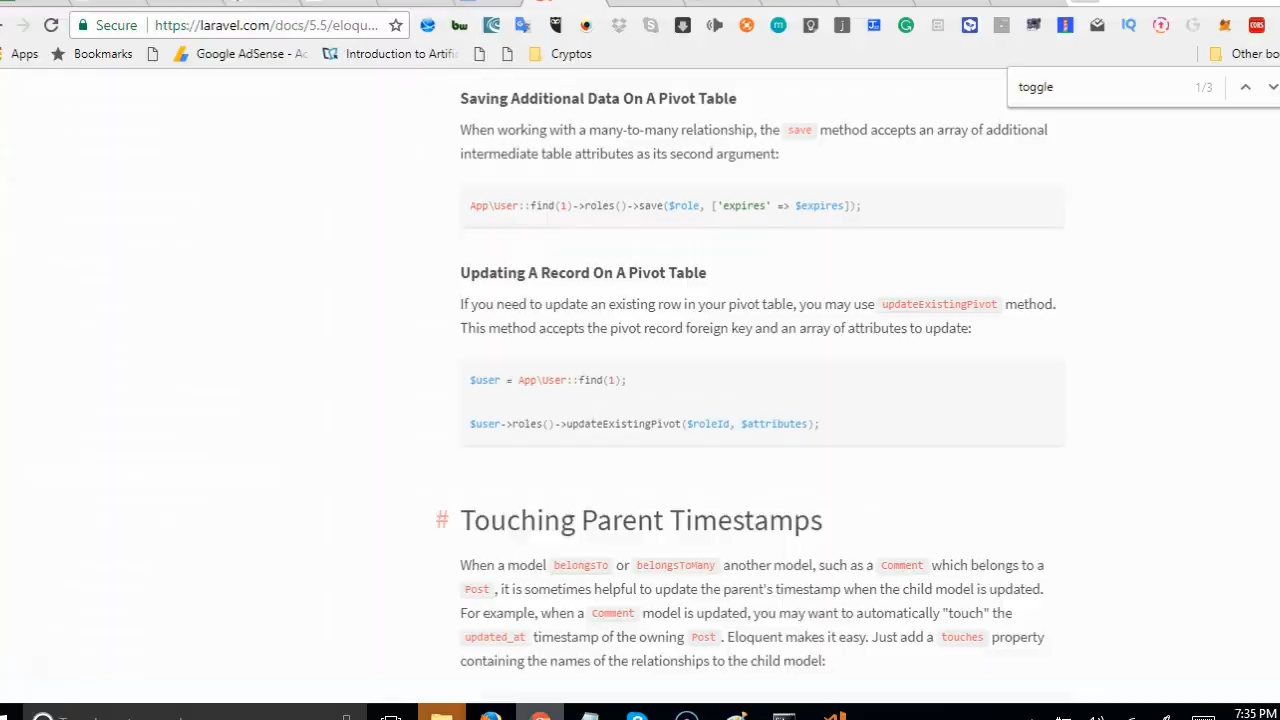 Secure https://laravel.com/docs/5.5/eloqu...
Apps Bookmarks Google AdSense - Ac Introduction to Artific Cryptos Other bo
toggle 1/3
Saving Additional Data On A Pivot Table
When working with a many-to-many relationship, the save method accepts an array of additional
intermediate table attributes as its second argument:
App\User::find(1)->roles()->save($role, ['expires' => $expires]);
Updating A Record On A Pivot Table
If you need to update an existing row in your pivot table, you may use updateExistingPivot method.
This method accepts the pivot record foreign key and an array of attributes to update:
$user = App\User::find(1);
$user->roles()->updateExistingPivot($roleId, $attributes);
# Touching Parent Timestamps
When a model belongsTo or belongsToMany another model, such as a Comment which belongs to a
Post, it is sometimes helpful to update the parent's timestamp when the child model is updated.
For example, when a Comment model is updated, you may want to automatically "touch" the
updated_at timestamp of the owning Post. Eloquent makes it easy. Just add a touches property
containing the names of the relationships to the child model:
7:35 PM